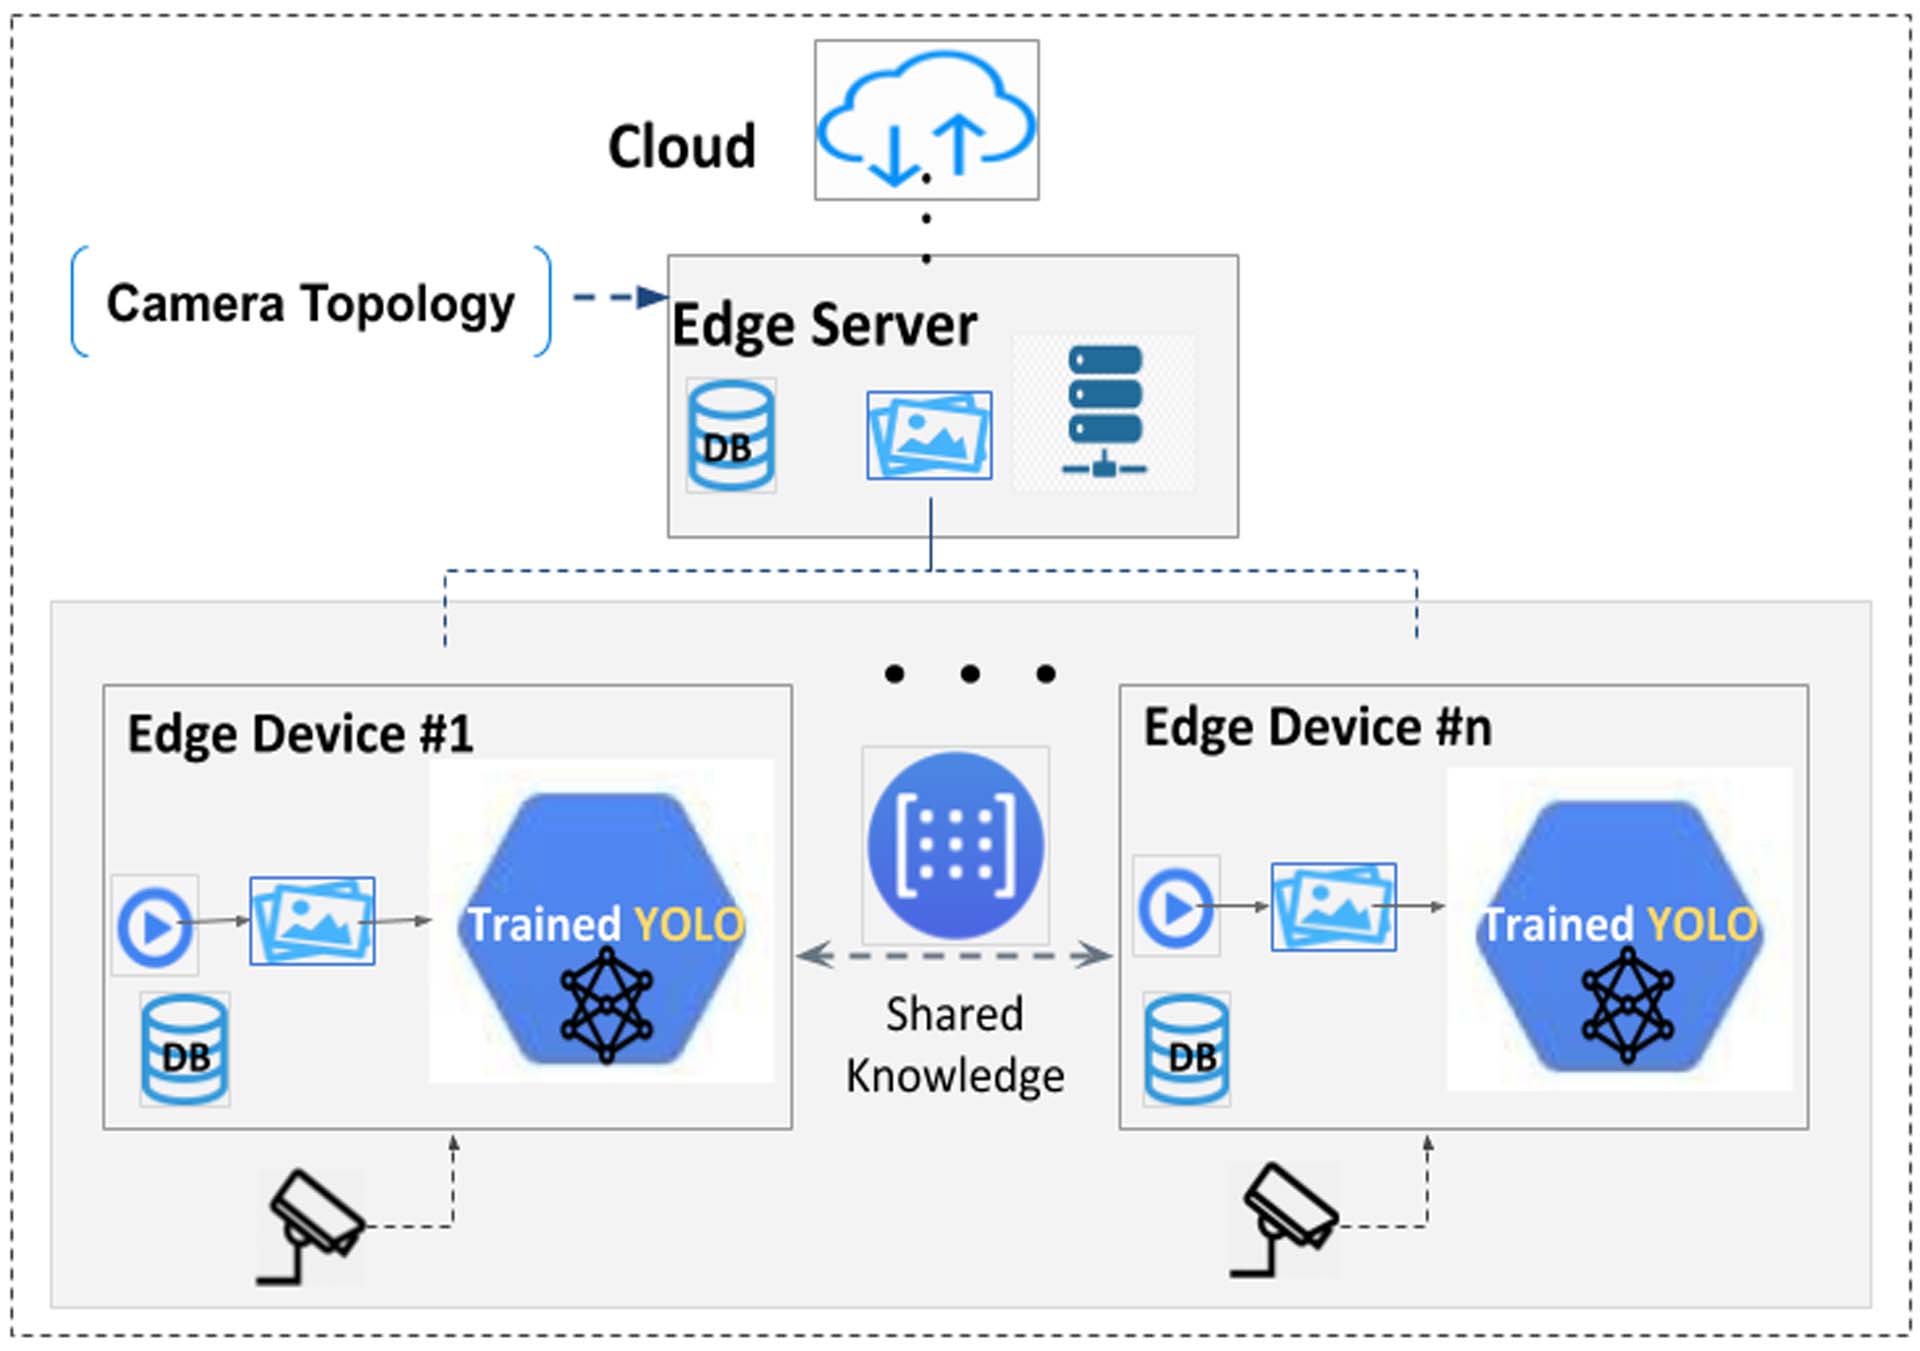 Cloud
Camera Topology
Edge Server
DB
Edge Device #1
Trained YOLO
DB
Shared
Knowledge
Edge Device #n
Trained YOLO
DB